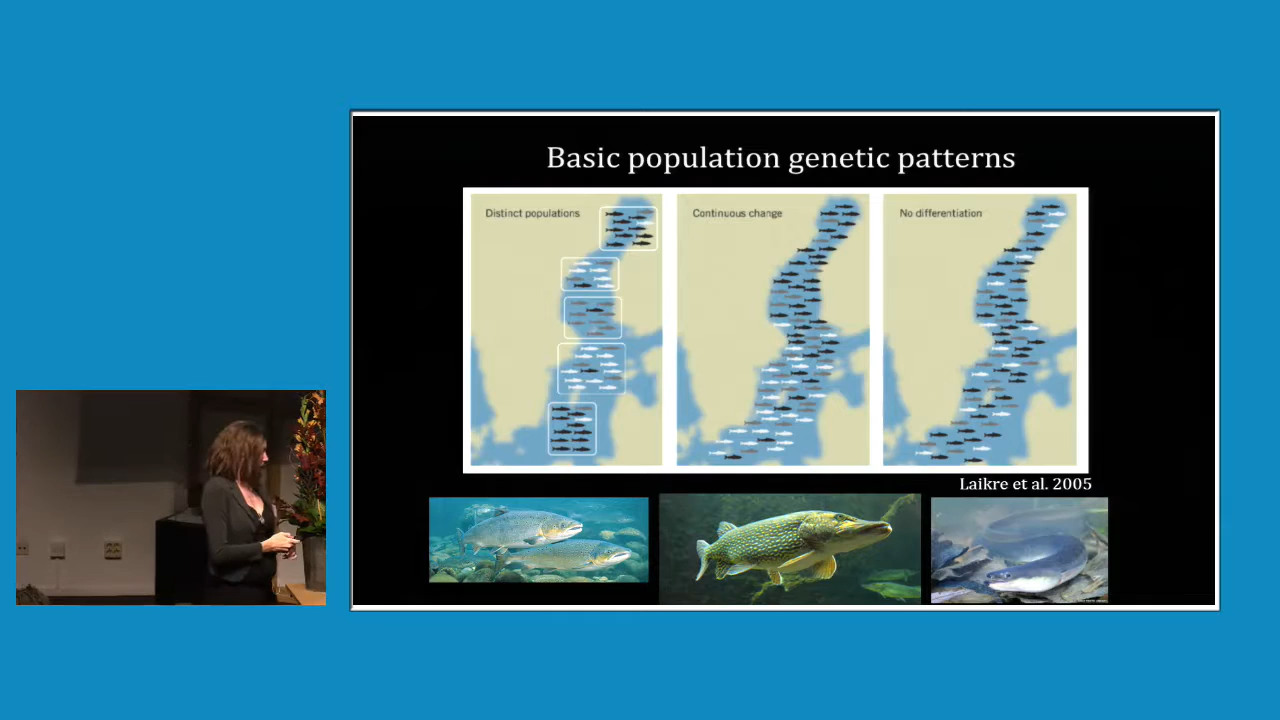 Basic population genetic patterns
Distinct populations
Continuous change
No differentiation
Laikre et al. 2005